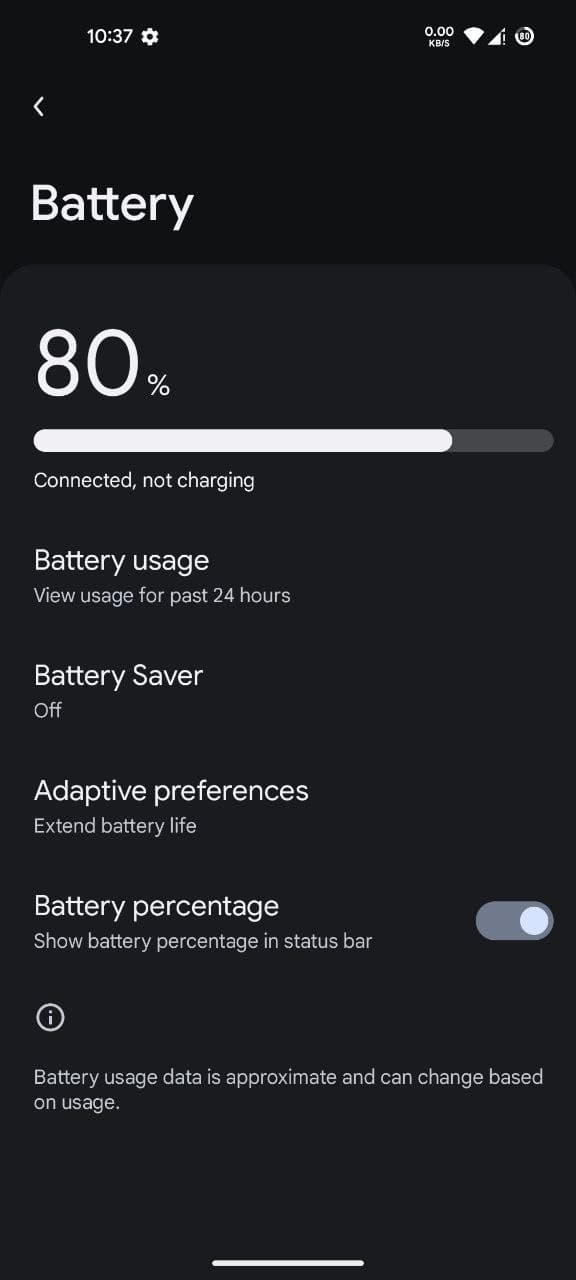 10:37
0.00
KB/S
80
Battery
80%
Connected, not charging
Battery usage
View usage for past 24 hours
Battery Saver
Off
Adaptive preferences
Extend battery life
Battery percentage
Show battery percentage in status bar
Battery usage data is approximate and can change based
on usage.